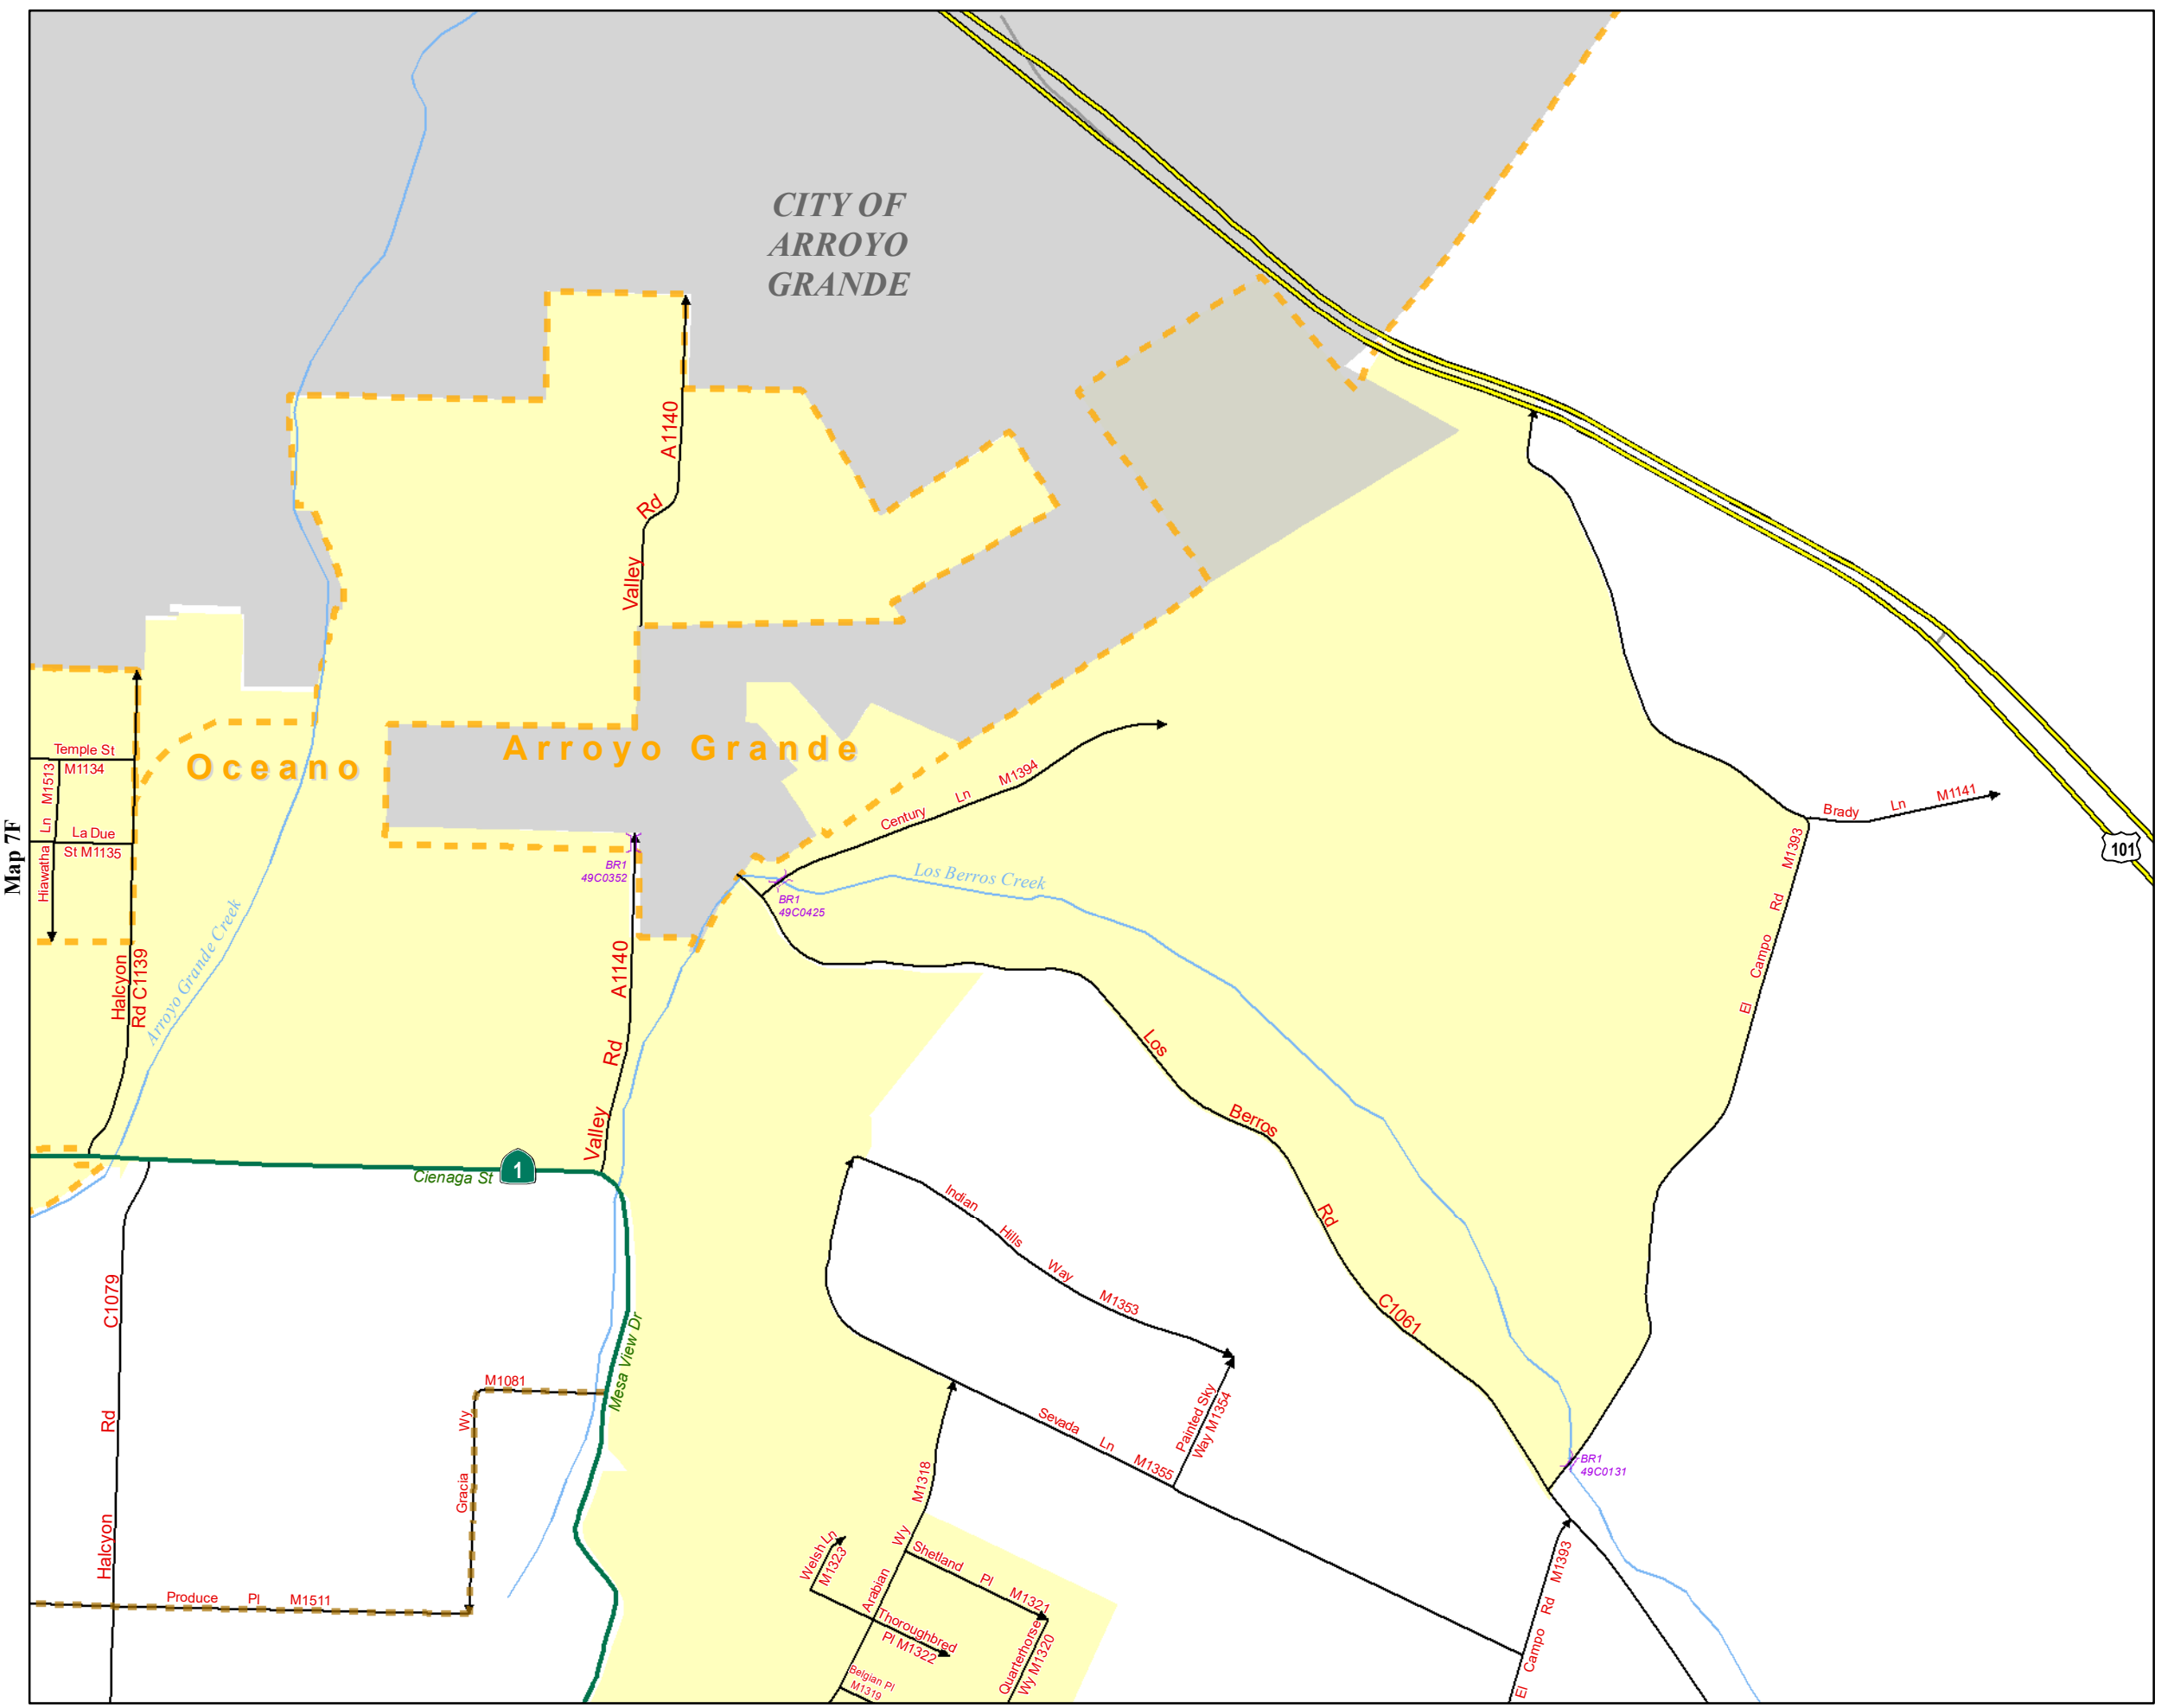 CITY OF
ARROYO
GRANDE
A1140
Rd
Valley
Arroyo Grande
Oceano
Temple St
M1134
M1513
Ln
Hiawatha
La Due
St M1135
Map 7F
Halcyon
Rd C1139
Arroyo Grande Creek
BR1
49C0352
A1140
Rd
Valley
Century Ln M1394
BR1
49C0425
Los Berros Creek
Brady Ln M1141
M1393
Rd
Campo
El
101
Los
Berros
Rd
C1061
Cienaga St
1
Mesa View Dr
C1079
Rd
Halcyon
M1081
Wy
Gracia
Produce Pl M1511
Indian
Hills
Way
M1353
Painted Sky
Way M1354
Sevada Ln M1355
M1318
Wy
Arabian
Welsh Ln
M1323
Shetland Pl M1321
Thoroughbred
Pl M1322
Quarterhorse
Wy M1320
Belgian Pl
M1319
BR1
49C0131
M1393
Rd
Campo
El